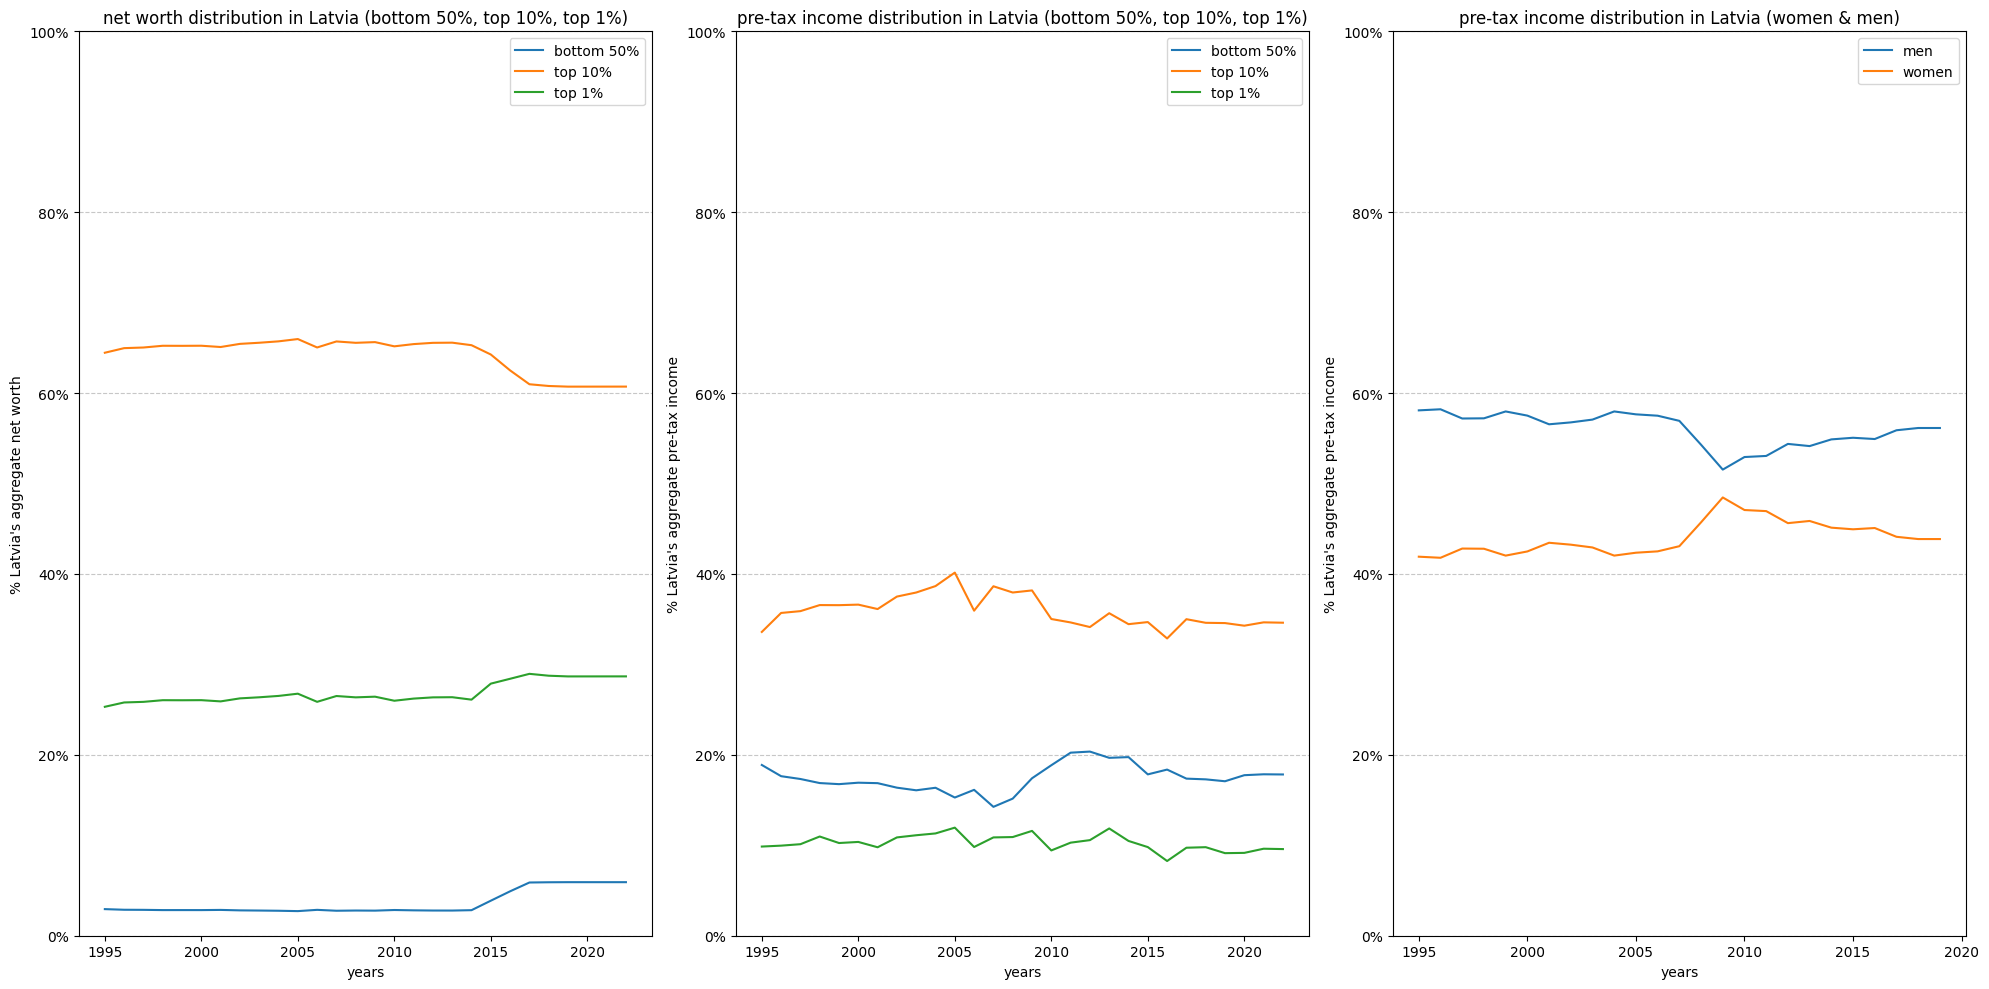 net worth distribution in Latvia (bottom 50%, top 10%, top 1%)
100%
80%
60%
40%
20%
0%
% Latvia's aggregate net worth
1995
2000
2005
2010
2015
2020
years
bottom 50%
top 10%
top 1%
pre-tax income distribution in Latvia (bottom 50%, top 10%, top 1%)
100%
80%
60%
40%
20%
0%
% Latvia's aggregate pre-tax income
1995
2000
2005
2010
2015
2020
years
bottom 50%
top 10%
top 1%
pre-tax income distribution in Latvia (women & men)
100%
80%
60%
40%
20%
0%
% Latvia's aggregate pre-tax income
1995
2000
2005
2010
2015
2020
years
men
women